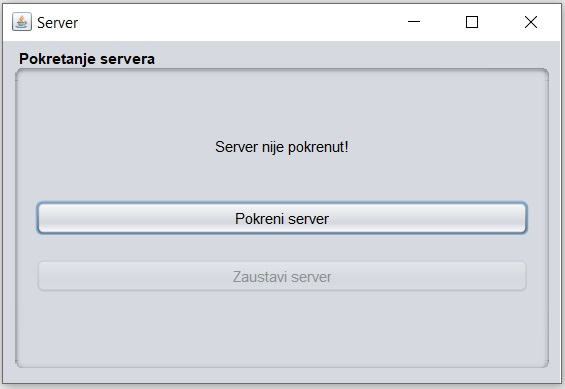 Server
Pokretanje servera
Server nije pokrenut!
Pokreni server
Zaustavi server